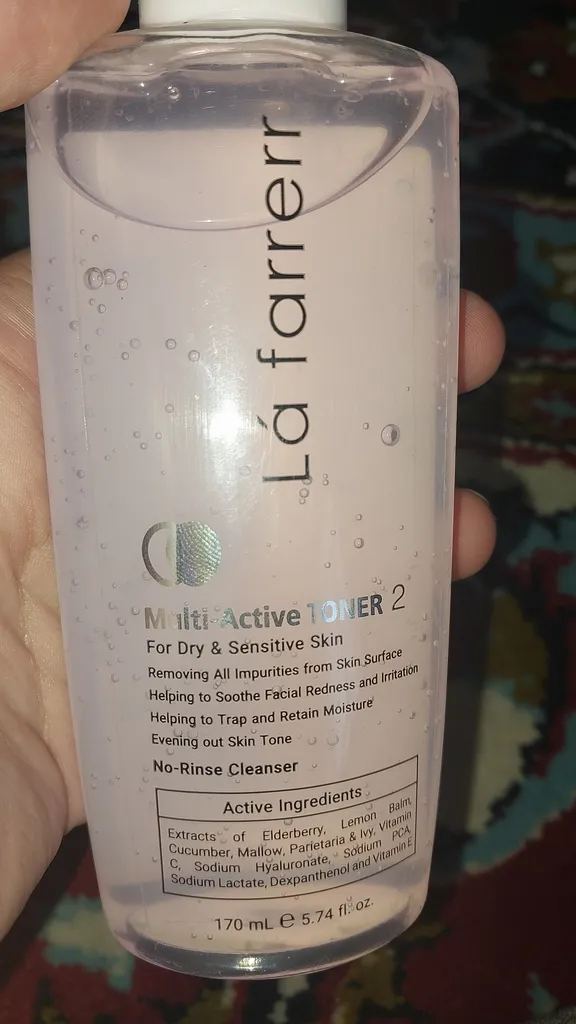 Lá farrerr
Multi-Active TONER 2
For Dry & Sensitive Skin
Removing All Impurities from Skin Surface
Helping to Soothe Facial Redness and Irritation
Helping to Trap and Retain Moisture
Evening out Skin Tone
No-Rinse Cleanser
Active Ingredients
Extracts of Elderberry, Lemon Balm,
Cucumber, Mallow, Parietaria & Ivy, Vitamin
C, Sodium Hyaluronate, Sodium PCA,
Sodium Lactate, Dexpanthenol and Vitamin E
170 mL ℮ 5.74 fl. oz.